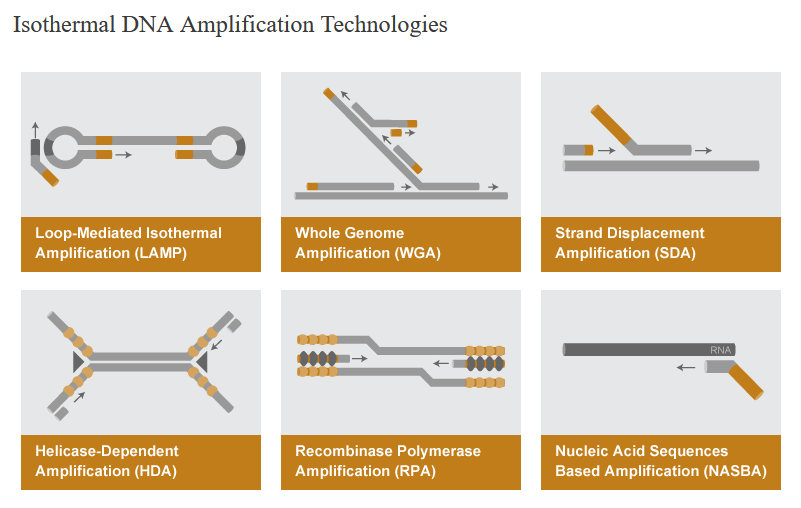 Isothermal DNA Amplification Technologies
Loop-Mediated Isothermal
Amplification (LAMP)
Whole Genome
Amplification (WGA)
Strand Displacement
Amplification (SDA)
RNA
Helicase-Dependent
Amplification (HDA)
Recombinase Polymerase
Amplification (RPA)
Nucleic Acid Sequences
Based Amplification (NASBA)